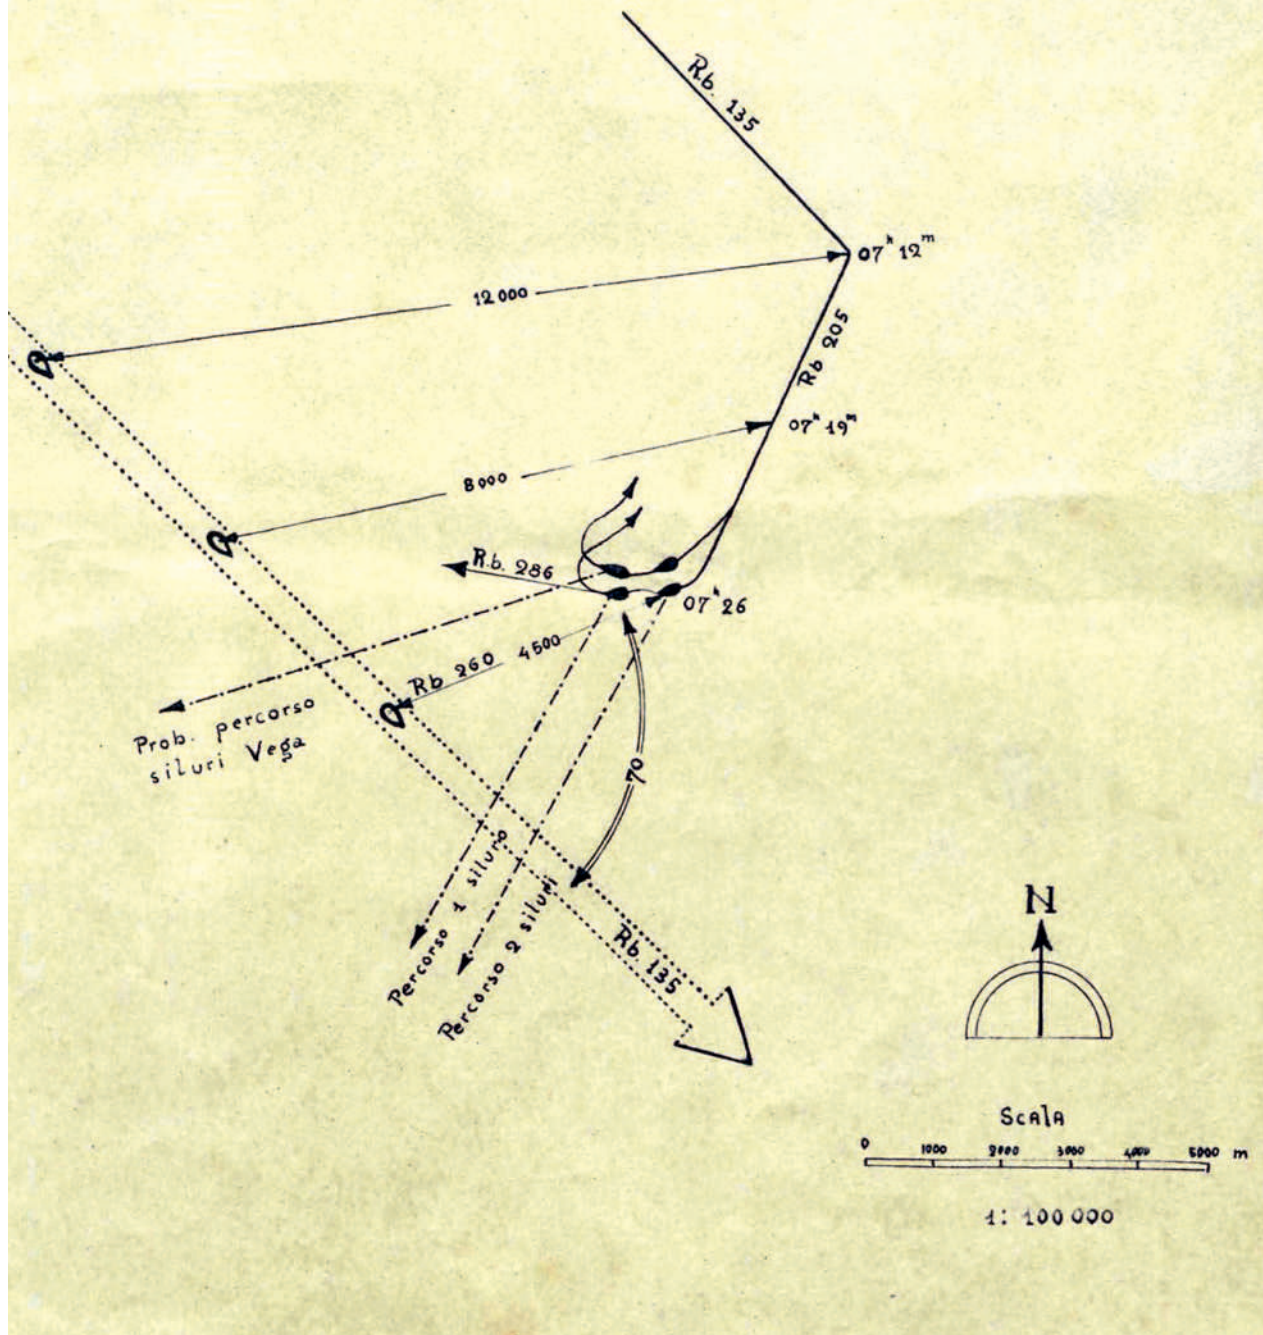 Rb. 135
07ʰ 12ᵐ
12000
Rb 205
07ʰ 19ᵐ
8000
Rb. 286
07ʰ 26
Rb 260 4500
Prob. percorso
siluri Vega
70
Percorso 1 siluro
Percorso 2 siluri
Rb. 135
N
Scala
0 1000 2000 3000 4000 5000 m
1: 100 000